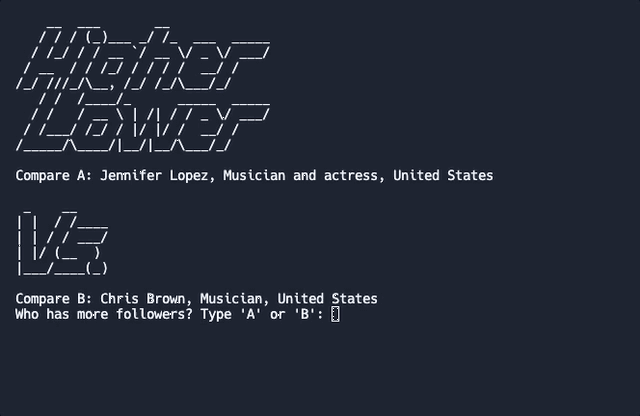 Higher
Lower
Compare A: Jennifer Lopez, Musician and actress, United States
Vs.
Compare B: Chris Brown, Musician, United States
Who has more followers? Type 'A' or 'B':